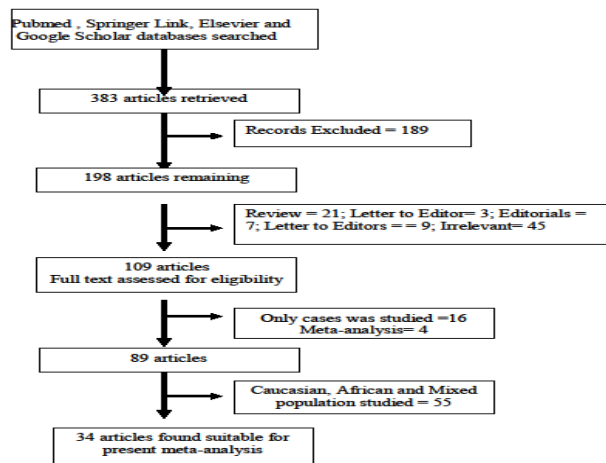 Pubmed , Springer Link, Elsevier and
Google Scholar databases searched
383 articles retrieved
Records Excluded = 189
198 articles remaining
Review = 21; Letter to Editor= 3; Editorials =
7; Letter to Editors = = 9; Irrelevant= 45
109 articles
Full text assessed for eligibility
Only cases was studied =16
Meta-analysis= 4
89 articles
Caucasian, African and Mixed
population studied = 55
34 articles found suitable for
present meta-analysis